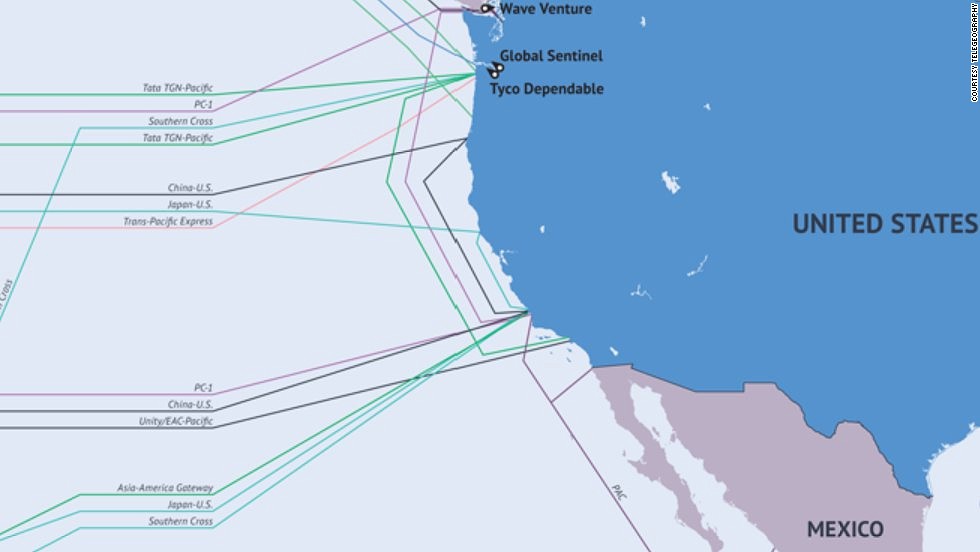 Wave Venture
COURTESY TELEGEOGRAPHY
Global Sentinel
Tyco Dependable
Tata TGN-Pacific
PC-1
Southern Cross
Tata TGN-Pacific
China-U.S.
Japan-U.S.
Trans-Pacific Express
UNITED STATES
Cross
PC-1
China-U.S.
Unity/EAC-Pacific
Asia-America Gateway
Japan-U.S.
Southern Cross
PAC
MEXICO